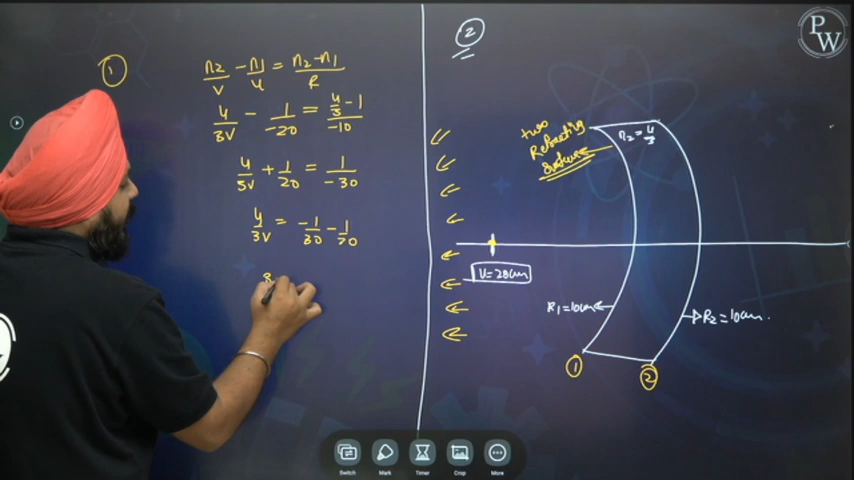 1
n2/v - n1/u = n2-n1/R
4/3v - 1/-20 = 4/3-1/-10
4/3v + 1/20 = 1/-30
4/3v = -1/30 - 1/20
3
2
two
Refracting
n2 = 4/3
u=20cm
R1=10cm
R2=10cm.
1
2
PW
Switch
Mark
Timer
Crop
More